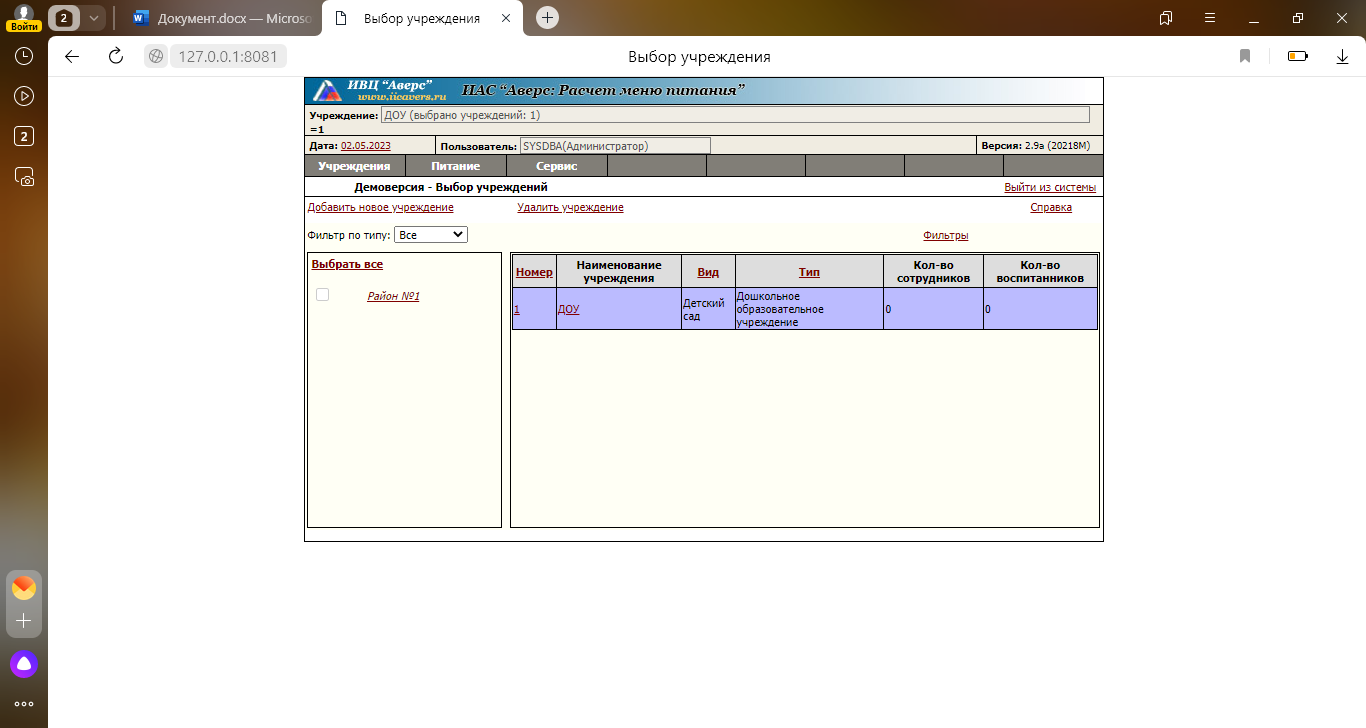 Войти
2
Документ.docx — Microso
Выбор учреждения
127.0.0.1:8081
Выбор учреждения
2
ИВЦ “Аверс”
www.iicavers.ru
ИАС “Аверс: Расчет меню питания”
Учреждение: ДОУ (выбрано учреждений: 1)
=1
Дата: 02.05.2023
Пользователь: SYSDBA(Администратор)
Версия: 2.9a (20218M)
Учреждения Питание Сервис
Демоверсия - Выбор учреждений
Выйти из системы
Добавить новое учреждение
Удалить учреждение
Справка
Фильтр по типу: Все
Фильтры
Выбрать все
Район №1
Номер
Наименование
учреждения
Вид
Тип
Кол-во
сотрудников
Кол-во
воспитанников
1
ДОУ
Детский
сад
Дошкольное
образовательное
учреждение
0
0